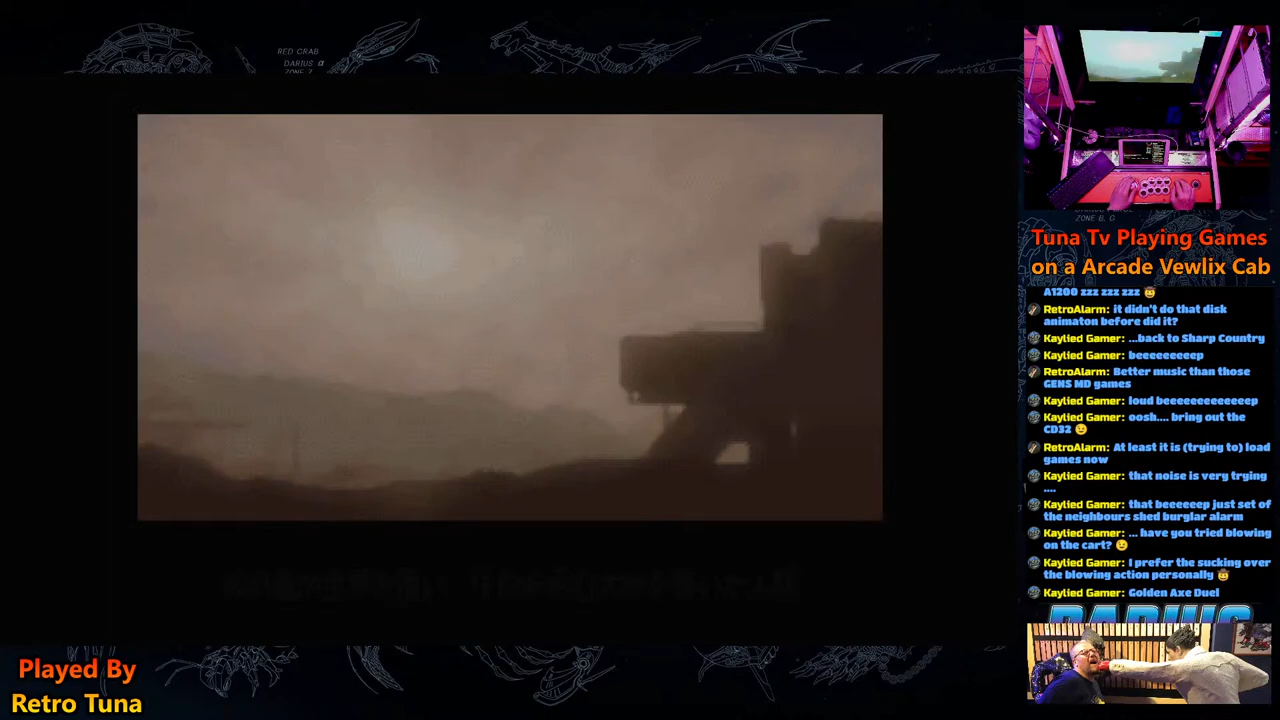 RED CRAB
DARIUS α
ZONE Z
ZONE B, G
Tuna Tv Playing Games
on a Arcade Vewlix Cab
A1200 zzz zzz zzz 🤠
RetroAlarm: it didn't do that disk
animaton before did it?
Kaylied Gamer: ...back to Sharp Country
Kaylied Gamer: beeeeeeeeep
RetroAlarm: Better music than those
GENS MD games
Kaylied Gamer: loud beeeeeeeeeeeep
Kaylied Gamer: oosh.... bring out the
CD32 😉
RetroAlarm: At least it is (trying to) load
games now
Kaylied Gamer: that noise is very trying
....
Kaylied Gamer: that beeeeeep just set of
the neighbours shed burglar alarm
Kaylied Gamer: ... have you tried blowing
on the cart? 😉
Kaylied Gamer: I prefer the sucking over
the blowing action personally 🤠
Kaylied Gamer: Golden Axe Duel
DARIUS
Played By
Retro Tuna